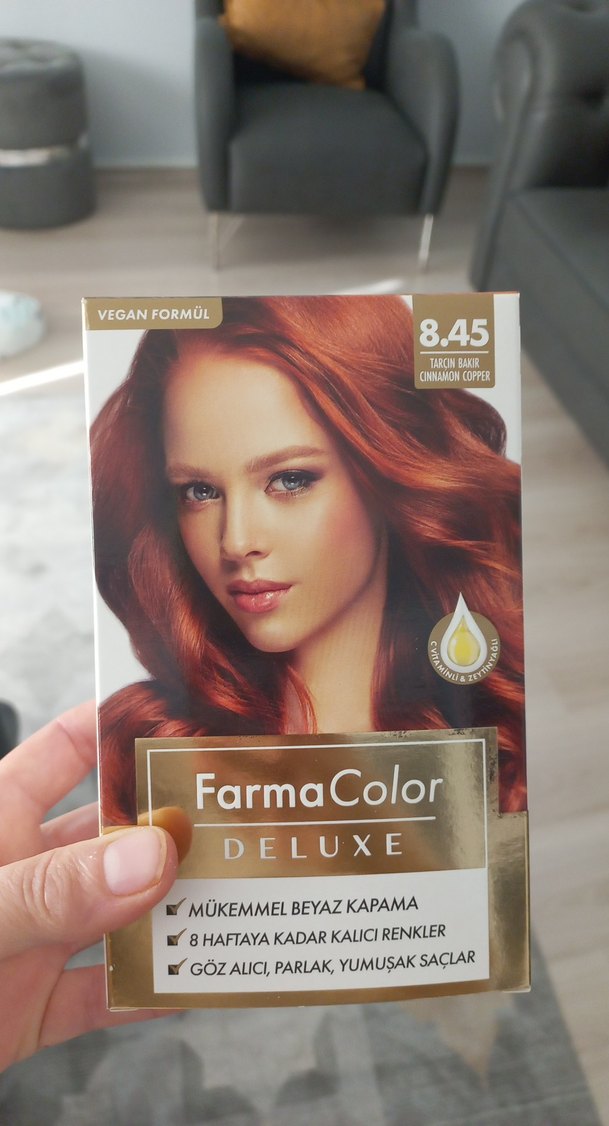 VEGAN FORMÜL
8.45
TARÇIN BAKIR
CINNAMON COPPER
C VİTAMİNLİ & ZEYTİNYAĞLI
FarmaColor
DELUXE
MÜKEMMEL BEYAZ KAPAMA
8 HAFTAYA KADAR KALICI RENKLER
GÖZ ALICI, PARLAK, YUMUŞAK SAÇLAR